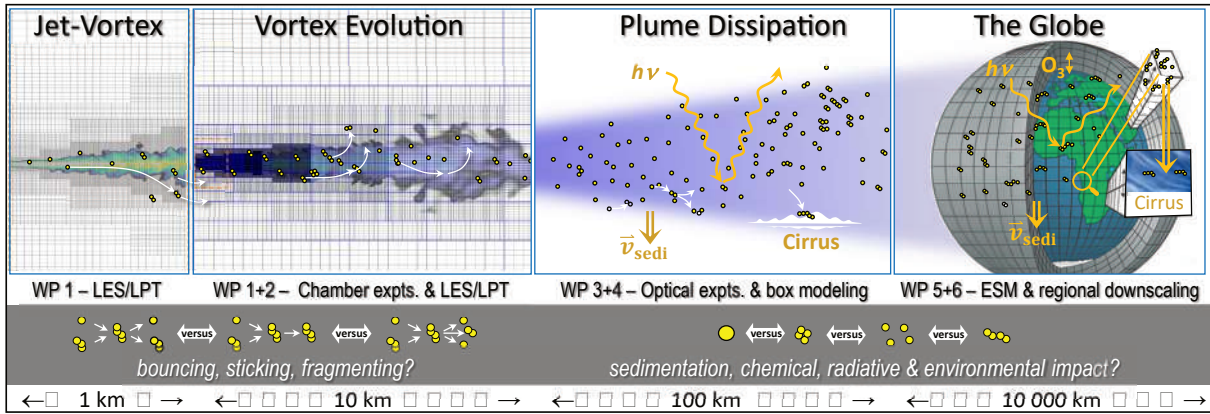 Jet-Vortex
Vortex Evolution
Plume Dissipation
The Globe
hν
v⃗sedi
Cirrus
hν
O3
v⃗sedi
Cirrus
WP 1 – LES/LPT
WP 1+2 – Chamber expts. & LES/LPT
WP 3+4 – Optical expts. & box modeling
WP 5+6 – ESM & regional downscaling
versus
versus
versus
versus
versus
bouncing, sticking, fragmenting?
sedimentation, chemical, radiative & environmental impact?
1 km
10 km
100 km
10 000 km